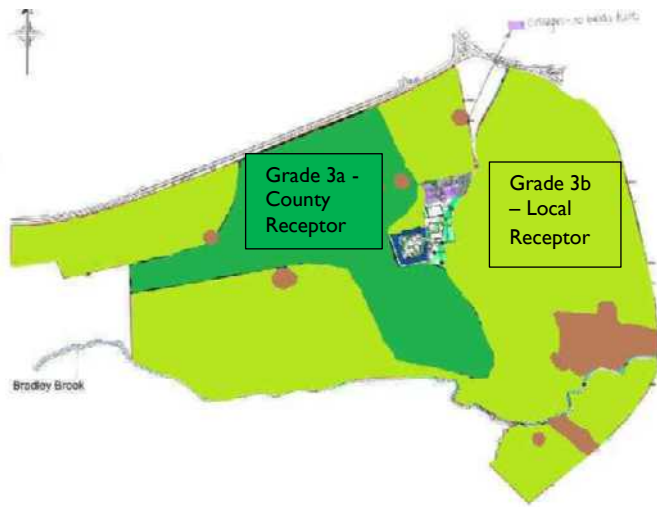 Grade 3a -
County
Receptor
Grade 3b
– Local
Receptor
Bradley Brook